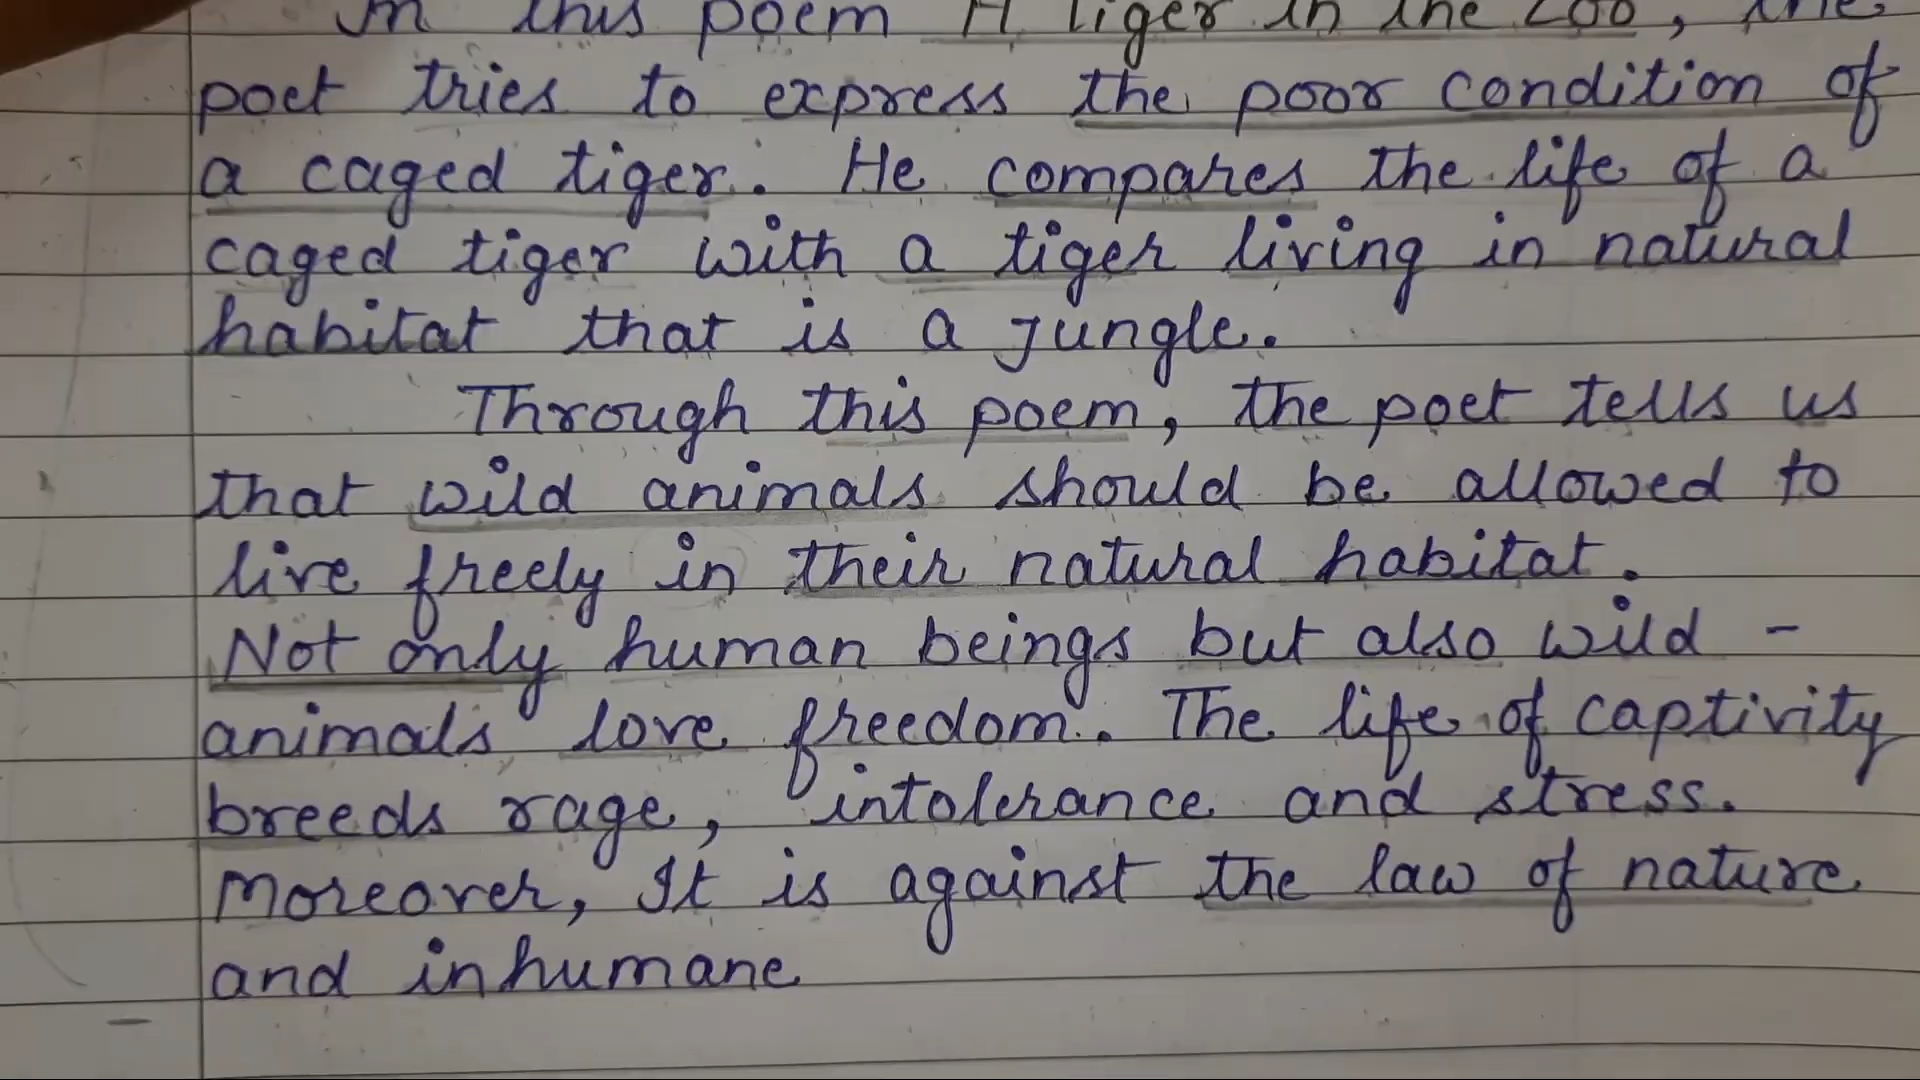 In this poem A tiger in the zoo, the
poet tries to express the poor condition of
a caged tiger. He compares the life of a
caged tiger with a tiger living in natural
habitat that is a jungle.
Through this poem, the poet tells us
that wild animals should be allowed to
live freely in their natural habitat.
Not only human beings but also wild -
animals love freedom. The life of captivity
breeds rage, intolerance and stress.
Moreover, It is against the law of nature
and inhumane